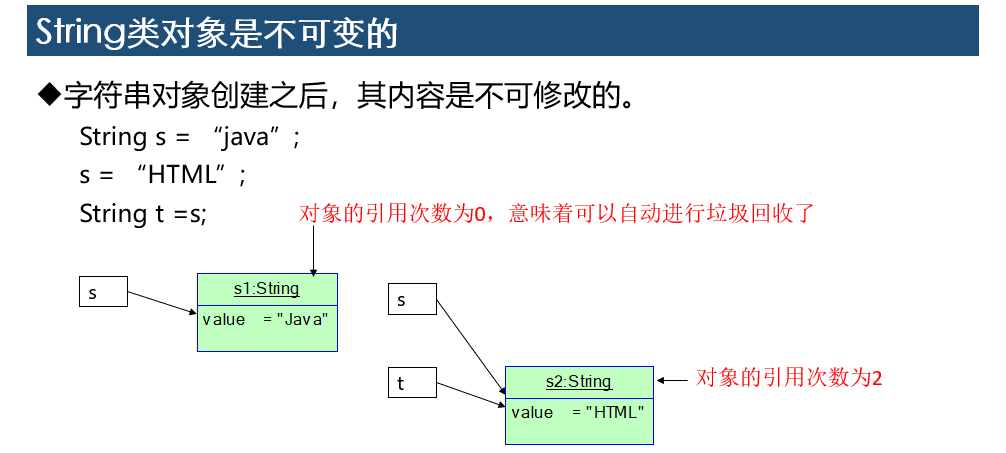 String类对象是不可变的
◆字符串对象创建之后，其内容是不可修改的。
String s = “java”;
s = “HTML”;
String t =s;
对象的引用次数为0，意味着可以自动进行垃圾回收了
s
s1:String
value = "Java"
s
t
s2:String
value = "HTML"
对象的引用次数为2